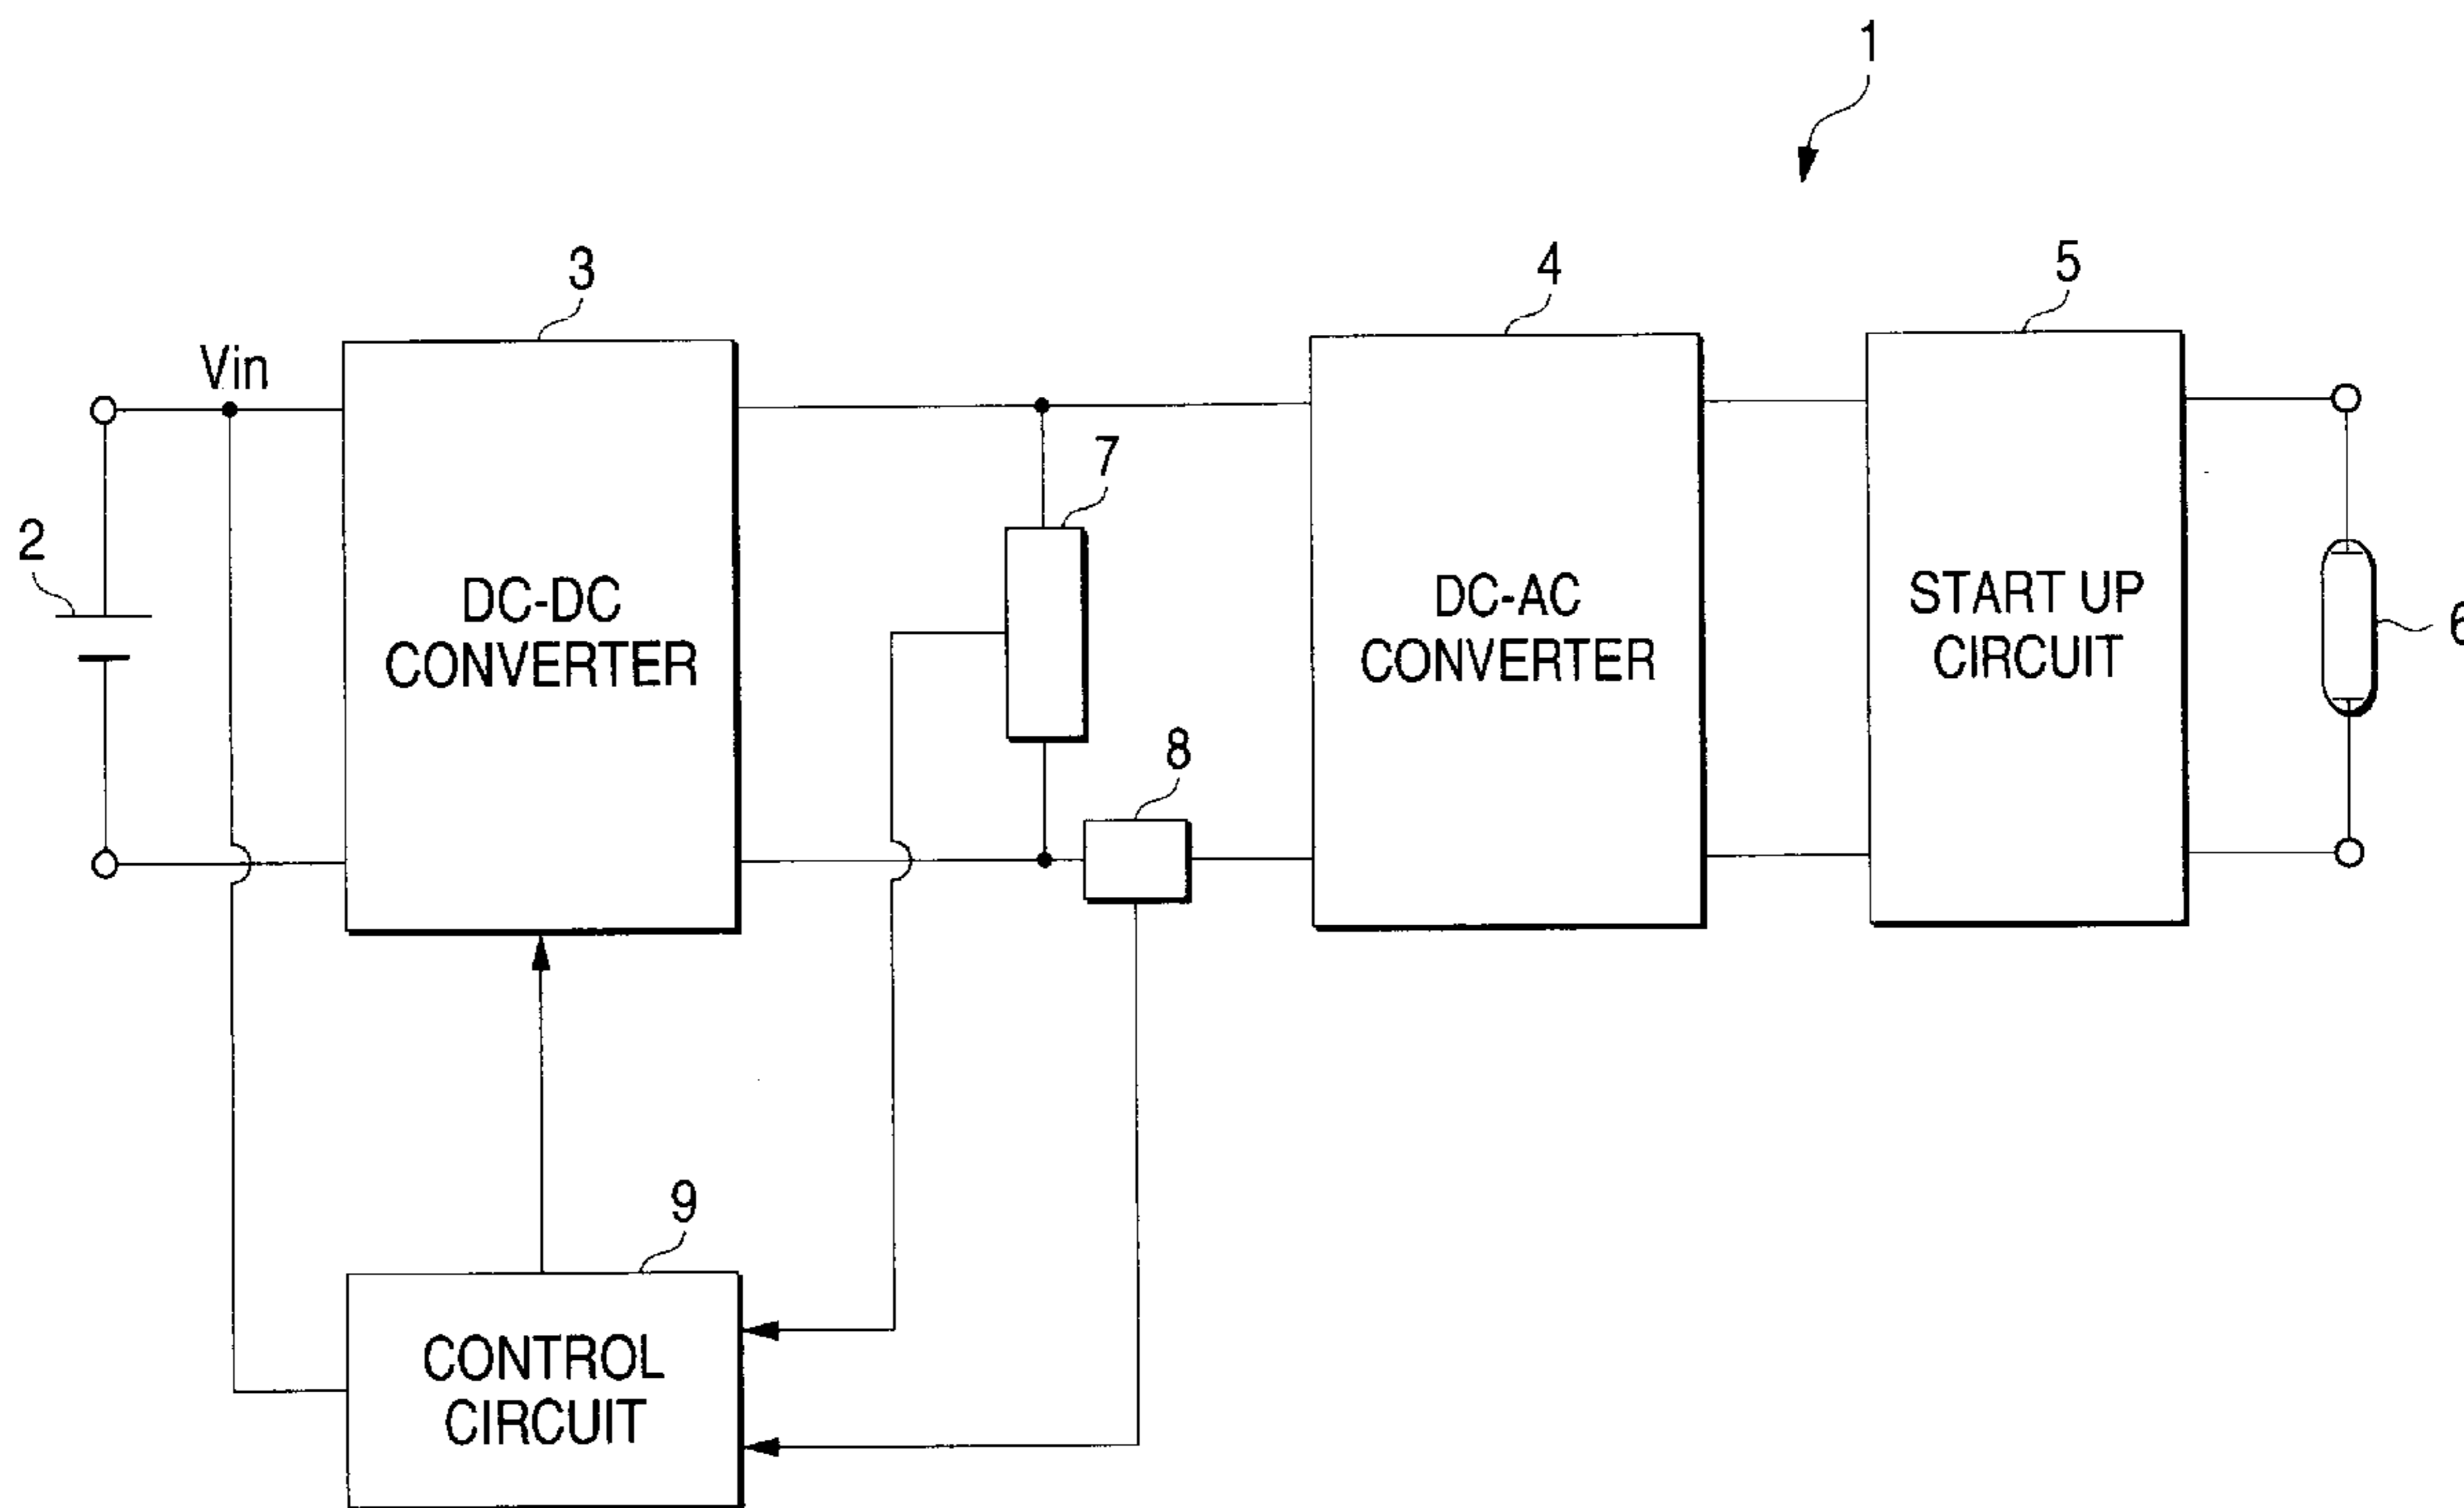 1
3
4
5
Vin
7
2
DC-DC
CONVERTER
DC-AC
CONVERTER
START UP
CIRCUIT
6
8
9
CONTROL
CIRCUIT